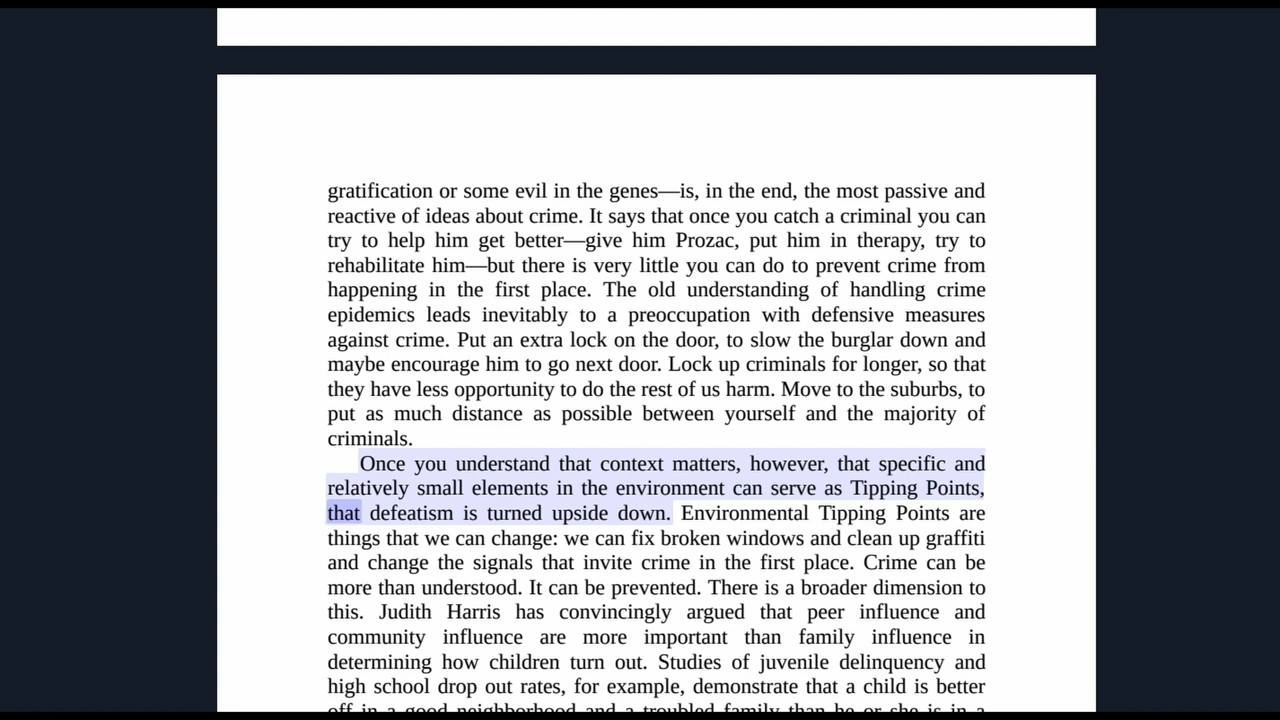 gratification or some evil in the genes—is, in the end, the most passive and
reactive of ideas about crime. It says that once you catch a criminal you can
try to help him get better—give him Prozac, put him in therapy, try to
rehabilitate him—but there is very little you can do to prevent crime from
happening in the first place. The old understanding of handling crime
epidemics leads inevitably to a preoccupation with defensive measures
against crime. Put an extra lock on the door, to slow the burglar down and
maybe encourage him to go next door. Lock up criminals for longer, so that
they have less opportunity to do the rest of us harm. Move to the suburbs, to
put as much distance as possible between yourself and the majority of
criminals.
Once you understand that context matters, however, that specific and
relatively small elements in the environment can serve as Tipping Points,
that defeatism is turned upside down. Environmental Tipping Points are
things that we can change: we can fix broken windows and clean up graffiti
and change the signals that invite crime in the first place. Crime can be
more than understood. It can be prevented. There is a broader dimension to
this. Judith Harris has convincingly argued that peer influence and
community influence are more important than family influence in
determining how children turn out. Studies of juvenile delinquency and
high school drop out rates, for example, demonstrate that a child is better
off in a good neighborhood and a troubled family than he or she is in a